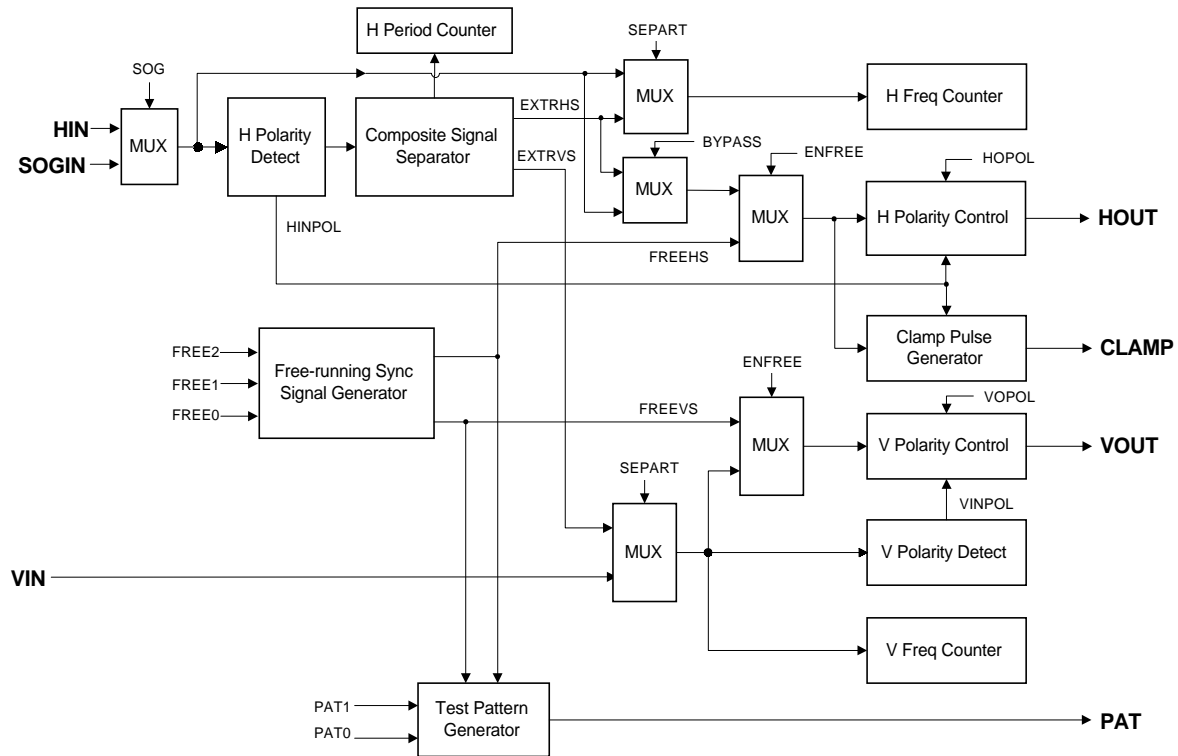 H Period Counter
SEPART
SOG
MUX
H Freq Counter
EXTRHS
HIN
MUX
H Polarity
Detect
Composite Signal
Separator
SOGIN
EXTRVS
BYPASS
ENFREE
HOPOL
MUX
MUX
H Polarity Control
HOUT
HINPOL
FREEHS
FREE2
FREE1
FREE0
Free-running Sync
Signal Generator
Clamp Pulse
Generator
CLAMP
ENFREE
FREEVS
VOPOL
MUX
V Polarity Control
VOUT
SEPART
VINPOL
MUX
V Polarity Detect
VIN
V Freq Counter
PAT1
PAT0
Test Pattern
Generator
PAT